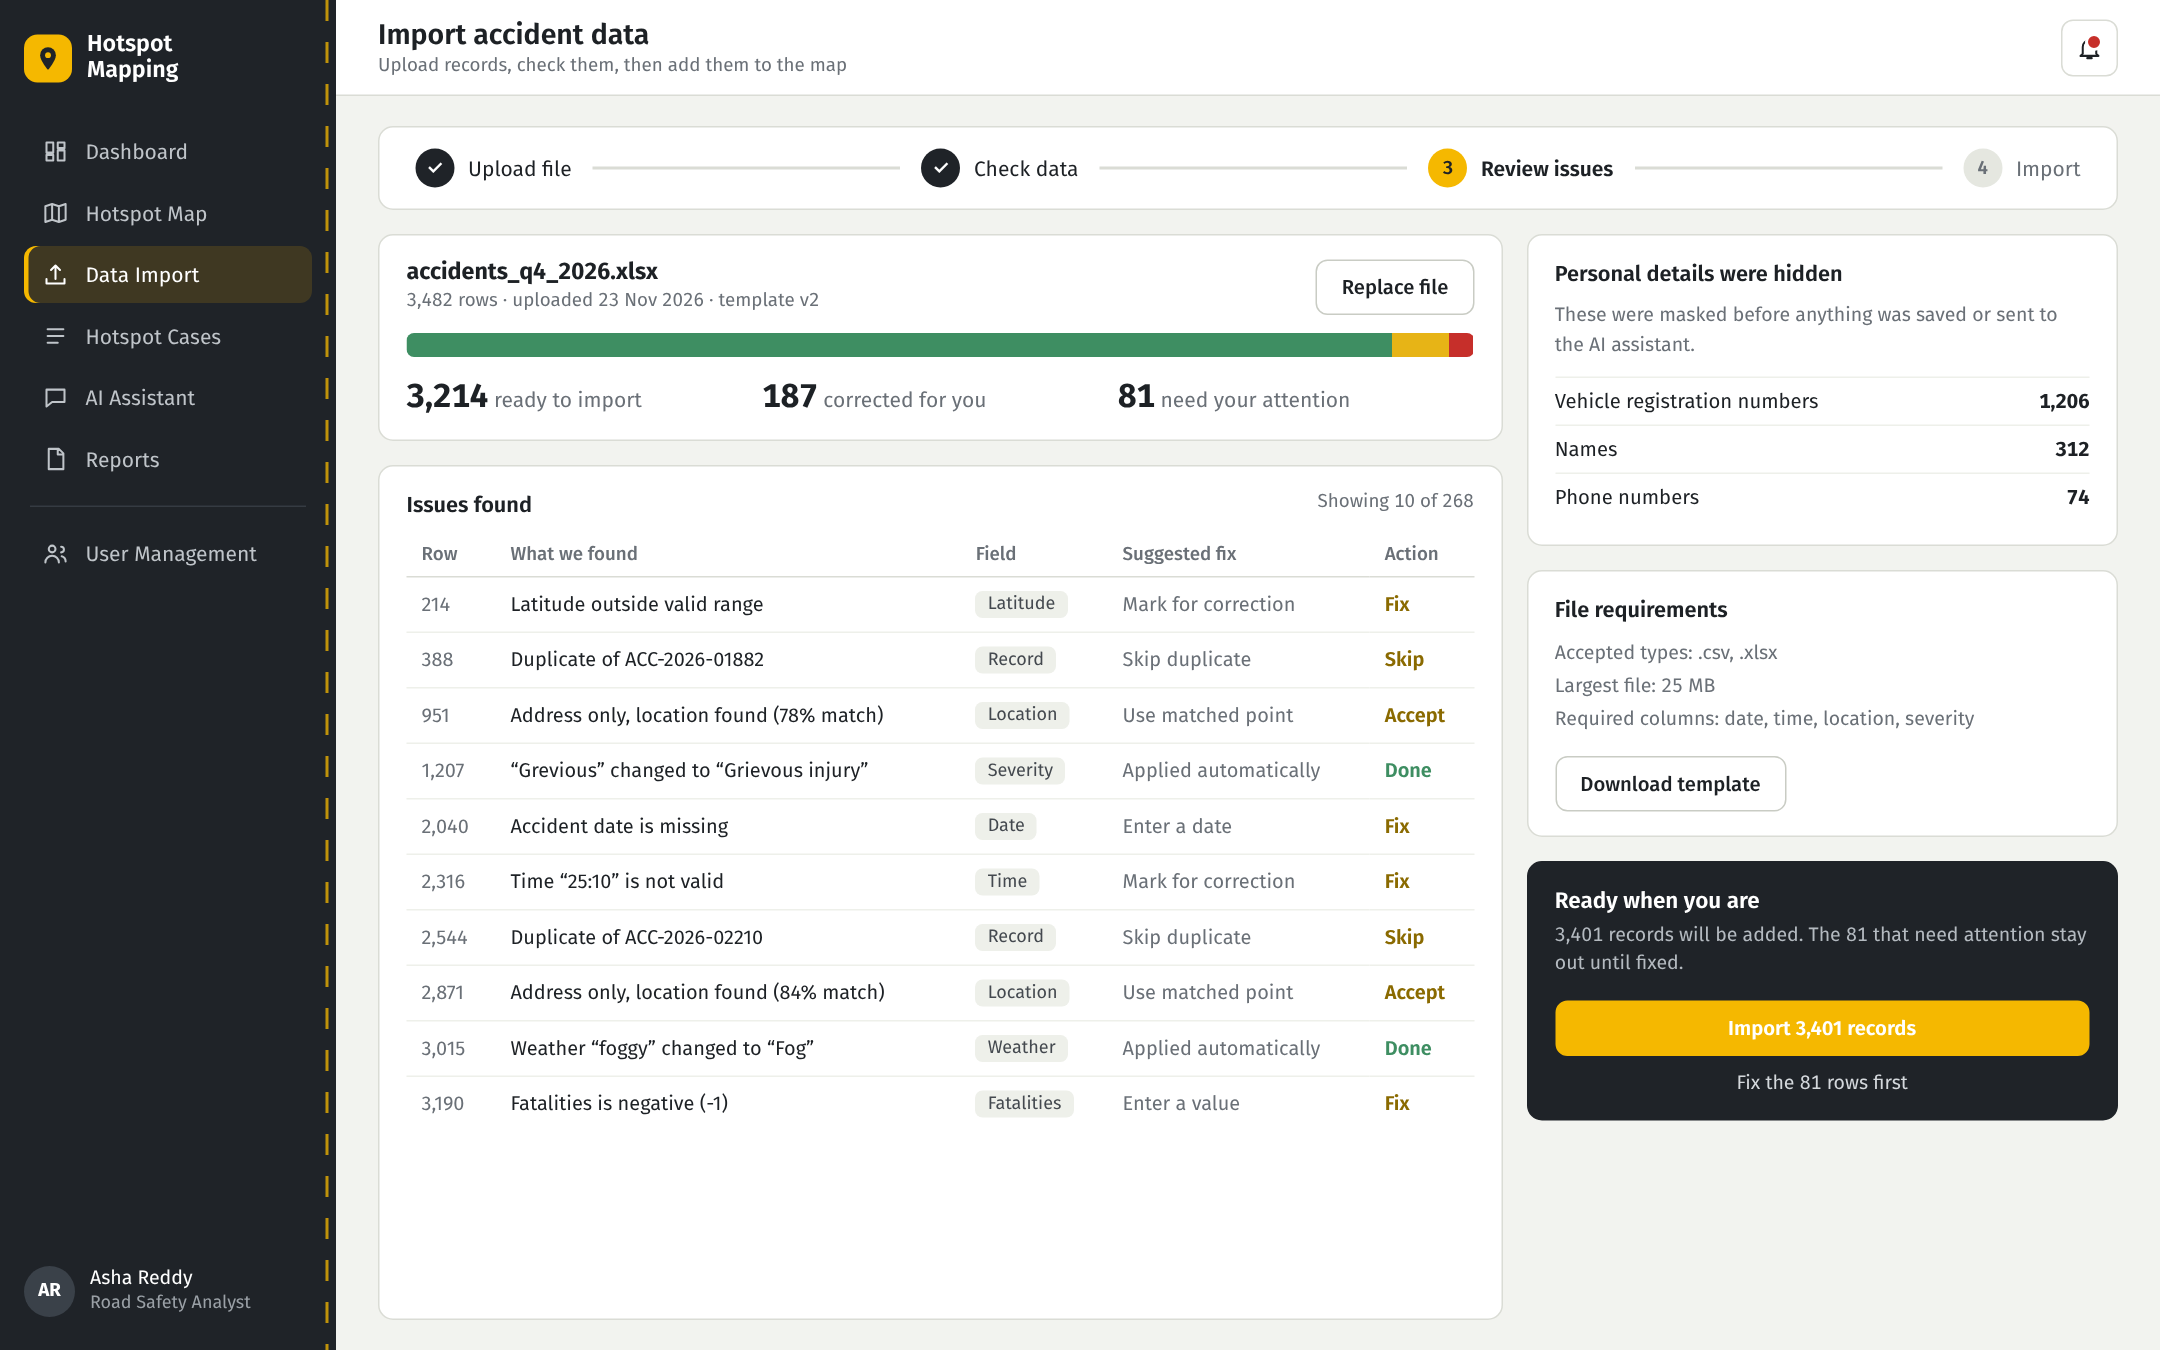 Hotspot
Mapping
Dashboard
Hotspot Map
Data Import
Hotspot Cases
AI Assistant
Reports
User Management
AR
Asha Reddy
Road Safety Analyst
Import accident data
Upload records, check them, then add them to the map
Upload file
Check data
3 Review issues
4 Import
accidents_q4_2026.xlsx
3,482 rows · uploaded 23 Nov 2026 · template v2
Replace file
3,214 ready to import
187 corrected for you
81 need your attention
Issues found
Showing 10 of 268
Row What we found Field Suggested fix Action
214 Latitude outside valid range Latitude Mark for correction Fix
388 Duplicate of ACC-2026-01882 Record Skip duplicate Skip
951 Address only, location found (78% match) Location Use matched point Accept
1,207 “Grevious” changed to “Grievous injury” Severity Applied automatically Done
2,040 Accident date is missing Date Enter a date Fix
2,316 Time “25:10” is not valid Time Mark for correction Fix
2,544 Duplicate of ACC-2026-02210 Record Skip duplicate Skip
2,871 Address only, location found (84% match) Location Use matched point Accept
3,015 Weather “foggy” changed to “Fog” Weather Applied automatically Done
3,190 Fatalities is negative (-1) Fatalities Enter a value Fix
Personal details were hidden
These were masked before anything was saved or sent to
the AI assistant.
Vehicle registration numbers 1,206
Names 312
Phone numbers 74
File requirements
Accepted types: .csv, .xlsx
Largest file: 25 MB
Required columns: date, time, location, severity
Download template
Ready when you are
3,401 records will be added. The 81 that need attention stay
out until fixed.
Import 3,401 records
Fix the 81 rows first